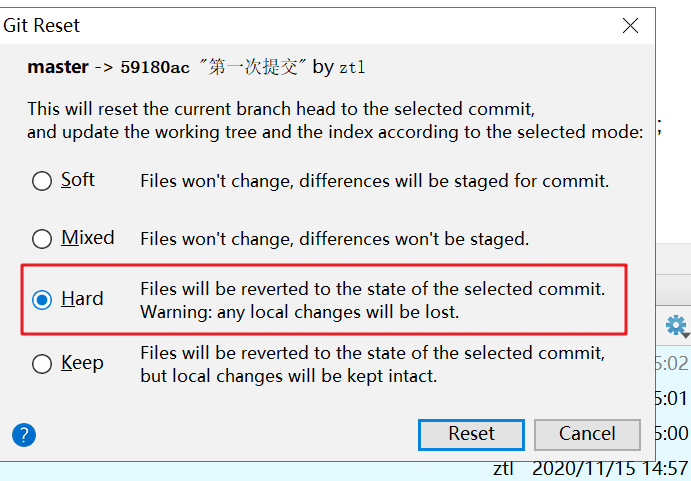 Git Reset
master -> 59180ac "第一次提交" by ztl
This will reset the current branch head to the selected commit,
and update the working tree and the index according to the selected mode:
;
Soft Files won't change, differences will be staged for commit.
Mixed Files won't change, differences won't be staged.
Hard Files will be reverted to the state of the selected commit.
Warning: any local changes will be lost.
Keep Files will be reverted to the state of the selected commit,
but local changes will be kept intact.
5:02
5:01
? Reset Cancel 5:00
ztl 2020/11/15 14:57